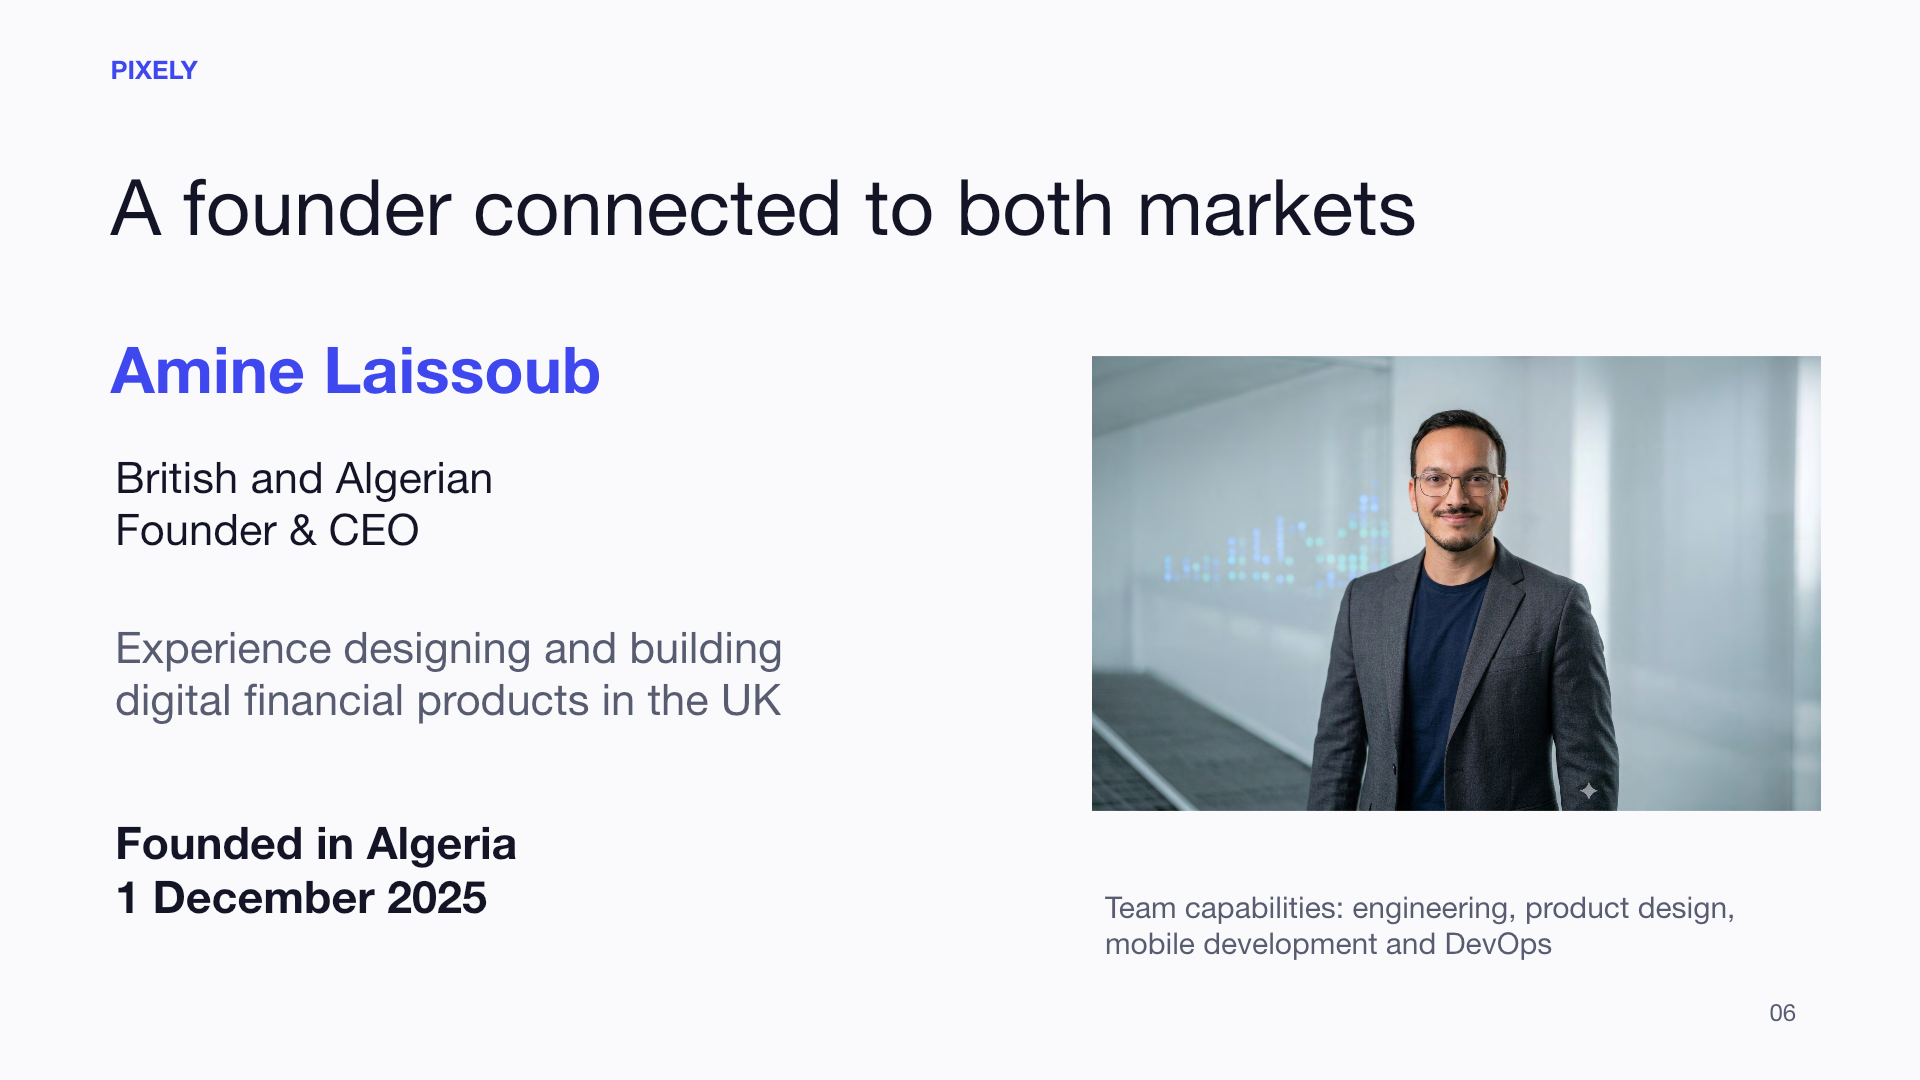 PIXELY
A founder connected to both markets
Amine Laissoub
British and Algerian
Founder & CEO
Experience designing and building
digital financial products in the UK
Founded in Algeria
1 December 2025
Team capabilities: engineering, product design,
mobile development and DevOps
06